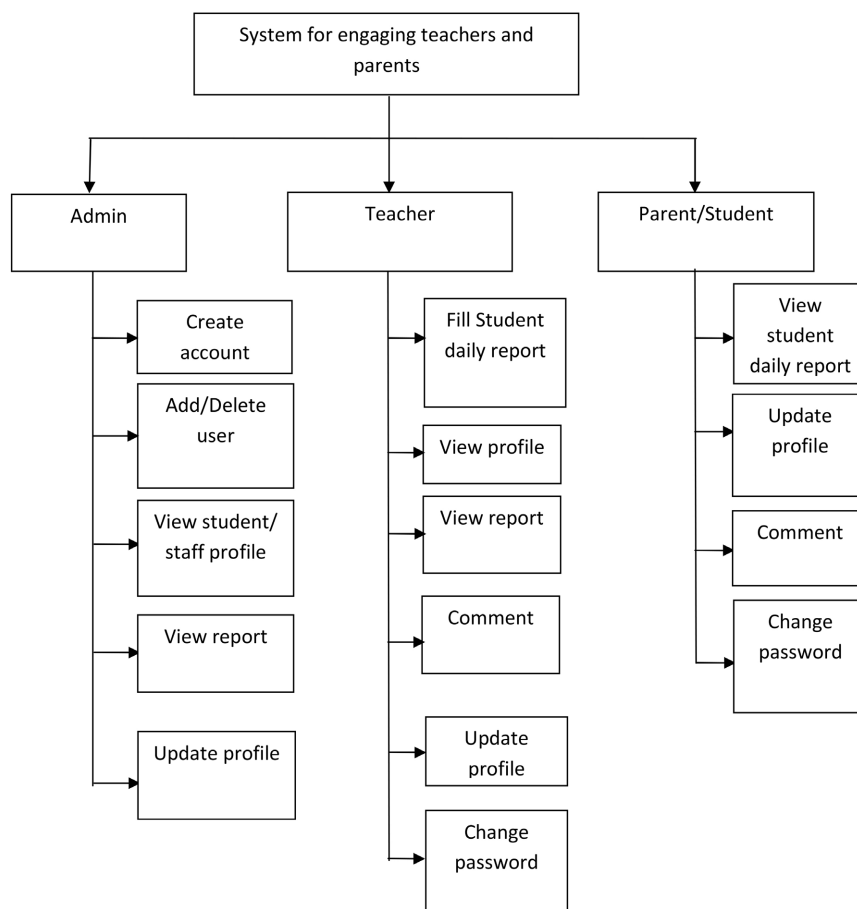 System for engaging teachers and
parents
Admin
Teacher
Parent/Student
Create
account
Add/Delete
user
View student/
staff profile
View report
Update profile
Fill Student
daily report
View profile
View report
Comment
Update
profile
Change
password
View
student
daily report
Update
profile
Comment
Change
password